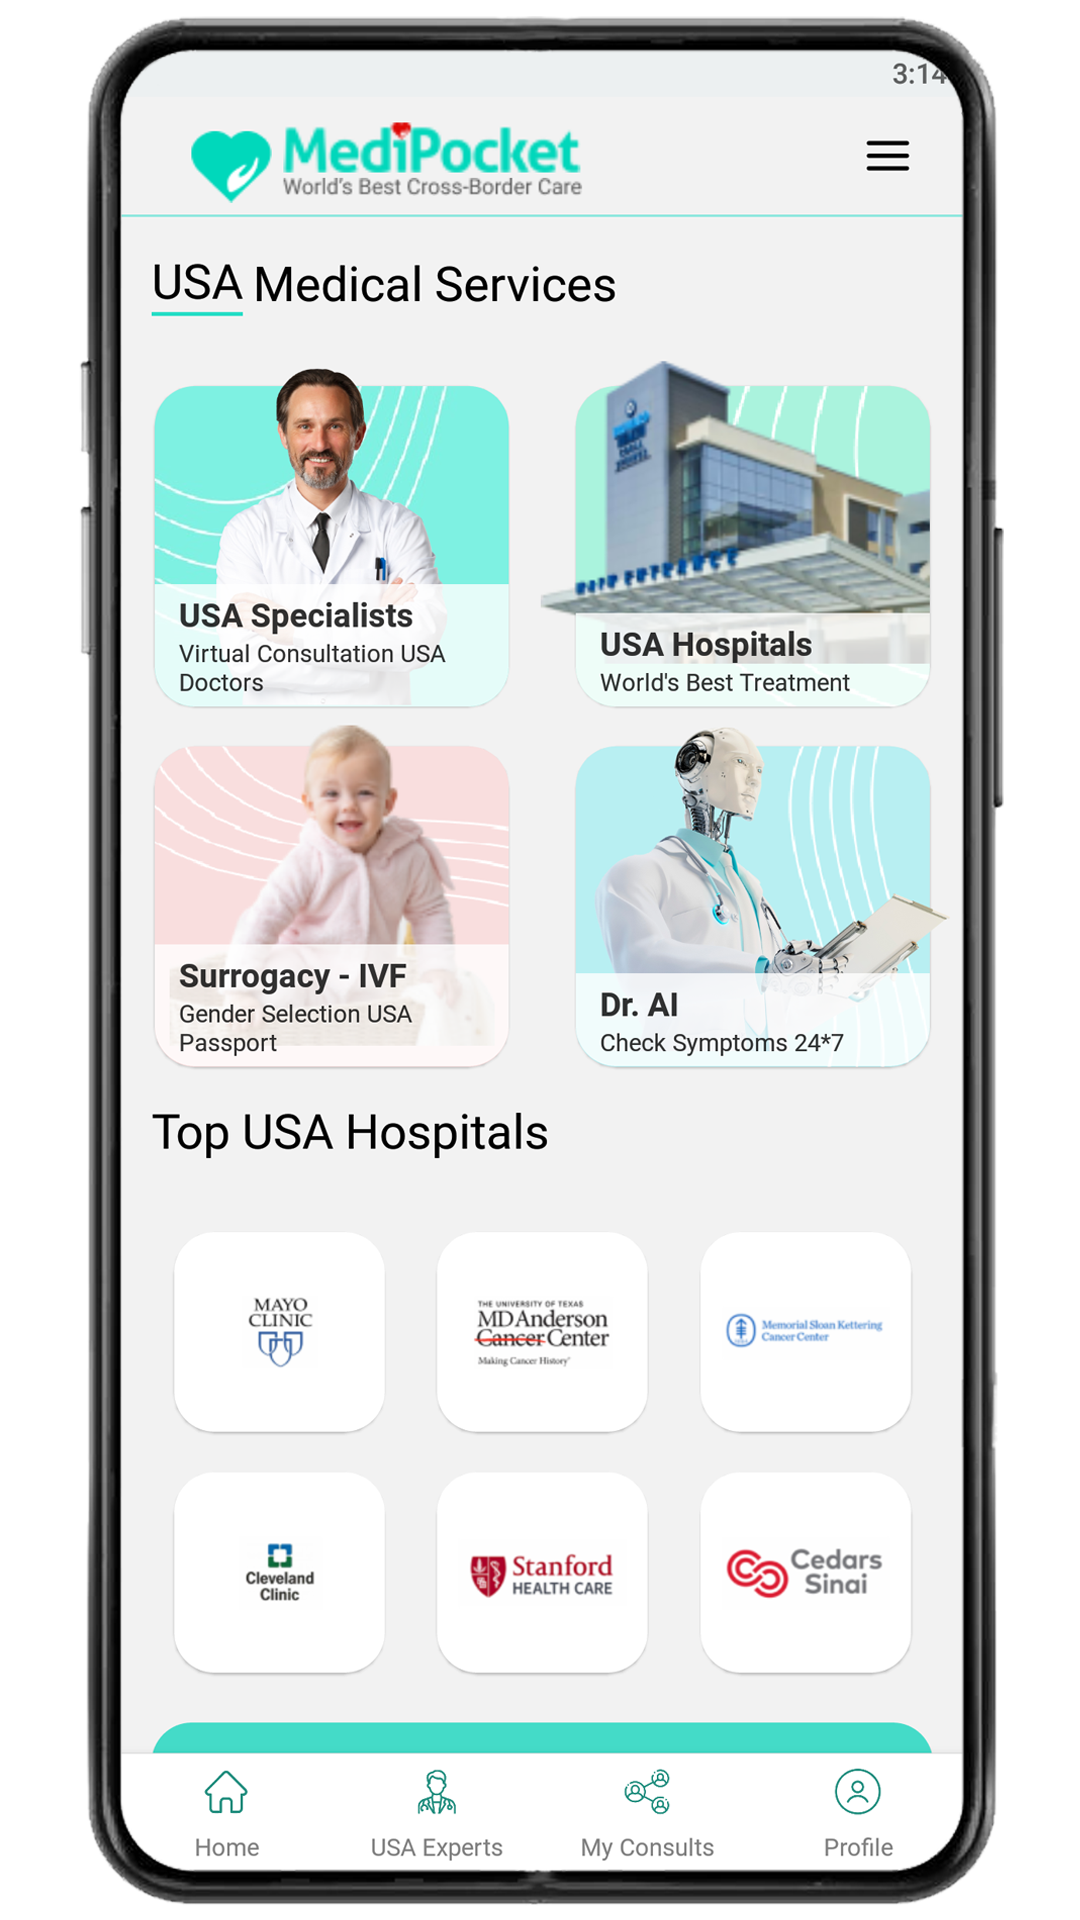 3:14
MediPocket
World's Best Cross-Border Care
USA Medical Services
USA Specialists
Virtual Consultation USA
Doctors
USA Hospitals
World's Best Treatment
Surrogacy - IVF
Gender Selection USA
Passport
Dr. AI
Check Symptoms 24*7
Top USA Hospitals
MAYO
CLINIC
THE UNIVERSITY OF TEXAS
MD Anderson
Cancer Center
Making Cancer History®
Memorial Sloan Kettering
Cancer Center
Cleveland
Clinic
Stanford
HEALTH CARE
Cedars
Sinai
Home
USA Experts
My Consults
Profile